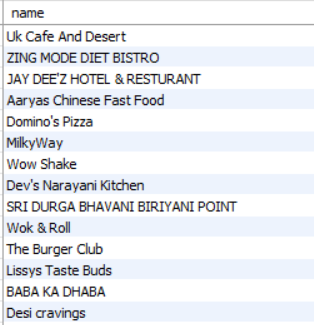 name
Uk Cafe And Desert
ZING MODE DIET BISTRO
JAY DEE'Z HOTEL & RESTURANT
Aaryas Chinese Fast Food
Domino's Pizza
MilkyWay
Wow Shake
Dev's Narayani Kitchen
SRI DURGA BHAVANI BIRIYANI POINT
Wok & Roll
The Burger Club
Lissys Taste Buds
BABA KA DHABA
Desi cravings